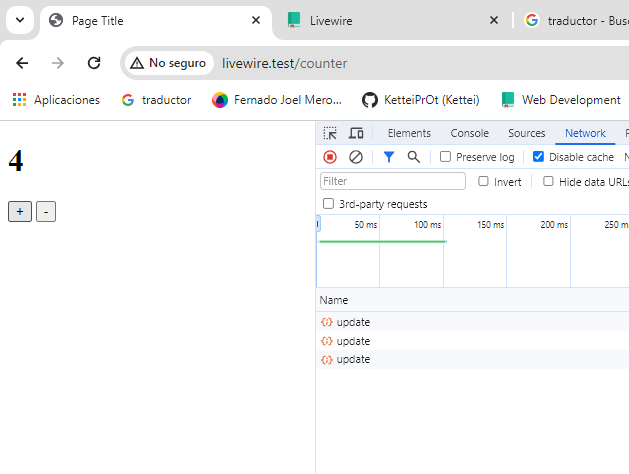 Page Title
Livewire
traductor - Bus
No seguro
livewire.test/counter
Aplicaciones
traductor
Fernado Joel Mero...
KetteiPrOt (Kettei)
Web Development
4
+ -
Elements Console Sources Network
Preserve log Disable cache
Filter Invert Hide data URLs
3rd-party requests
50 ms 100 ms 150 ms 200 ms 250 ms
Name
update
update
update